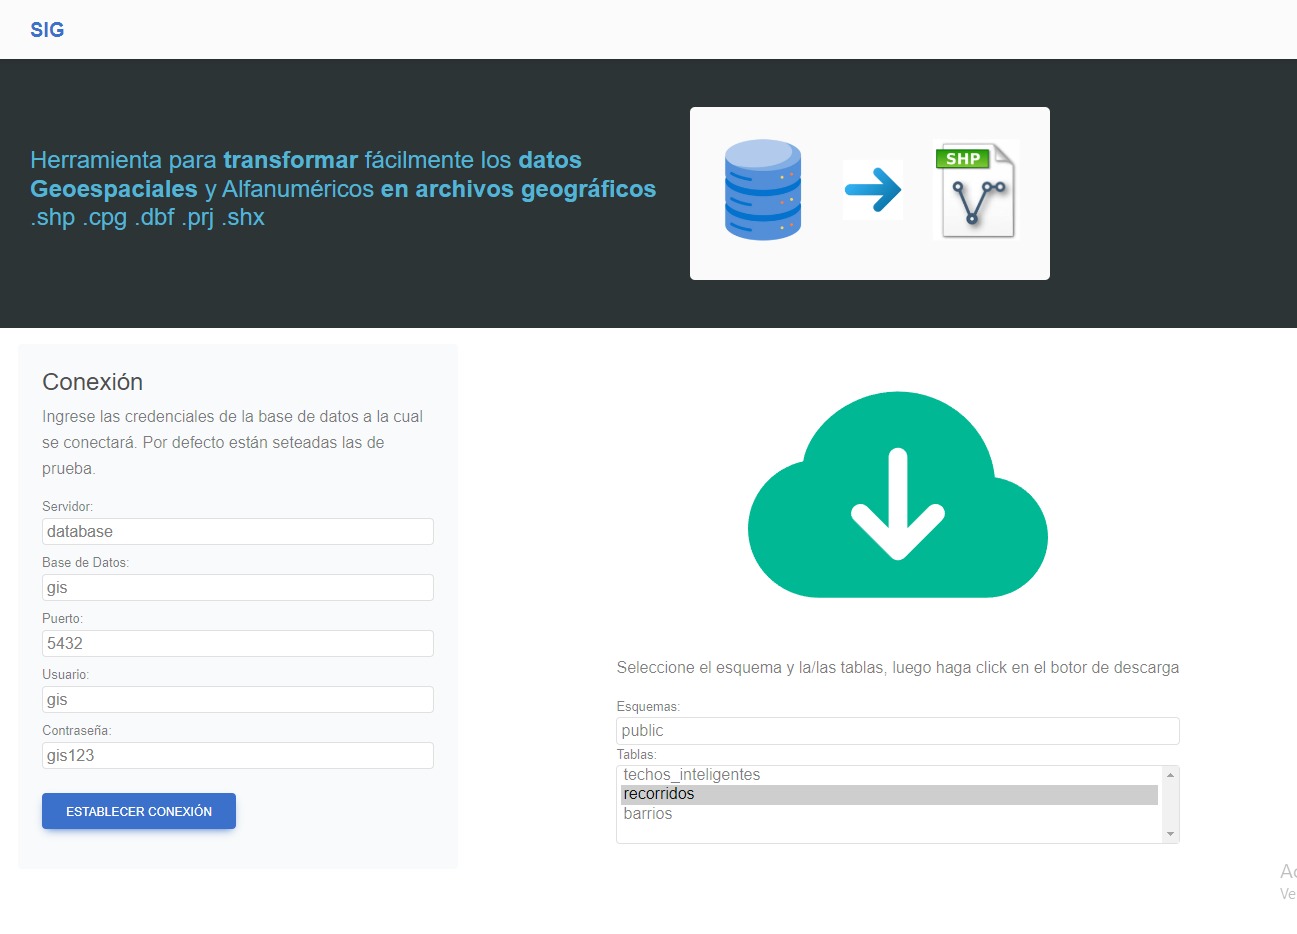 SIG
Herramienta para transformar fácilmente los datos
Geoespaciales y Alfanuméricos en archivos geográficos
.shp .cpg .dbf .prj .shx
SHP
Conexión
Ingrese las credenciales de la base de datos a la cual
se conectará. Por defecto están seteadas las de
prueba.
Servidor:
database
Base de Datos:
gis
Puerto:
5432
Usuario:
gis
Contraseña:
gis123
ESTABLECER CONEXIÓN
Seleccione el esquema y la/las tablas, luego haga click en el botor de descarga
Esquemas:
public
Tablas:
techos_inteligentes
recorridos
barrios